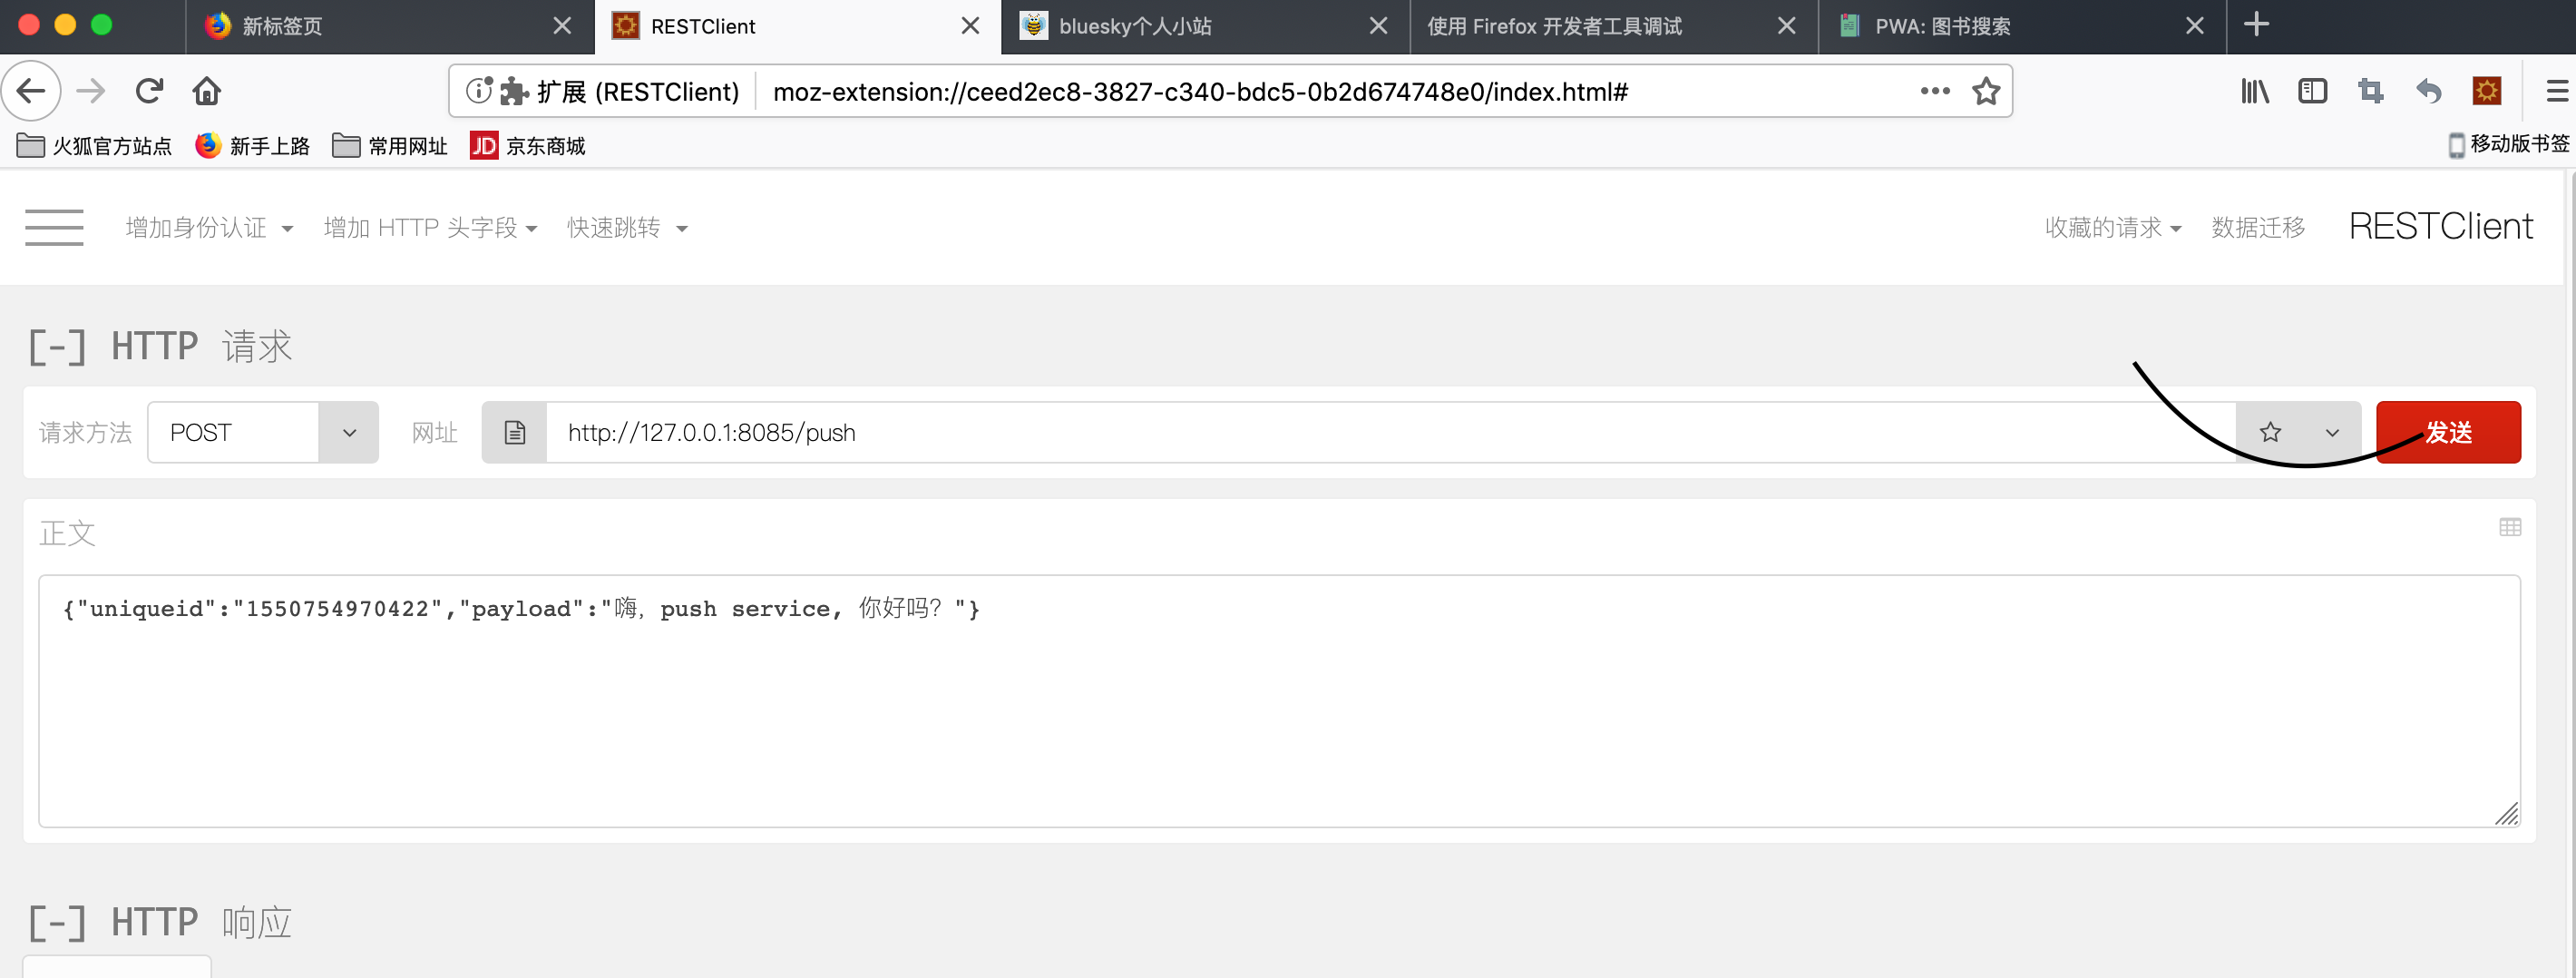 新标签页
RESTClient
bluesky个人小站
使用 Firefox 开发者工具调试
PWA: 图书搜索
扩展 (RESTClient)
moz-extension://ceed2ec8-3827-c340-bdc5-0b2d674748e0/index.html#
火狐官方站点
新手上路
常用网址
JD 京东商城
移动版书签
增加身份认证
增加 HTTP 头字段
快速跳转
收藏的请求
数据迁移
RESTClient
[-] HTTP 请求
请求方法
POST
网址
http://127.0.0.1:8085/push
发送
正文
{"uniqueid":"1550754970422","payload":"嗨，push service, 你好吗？"}
[-] HTTP 响应